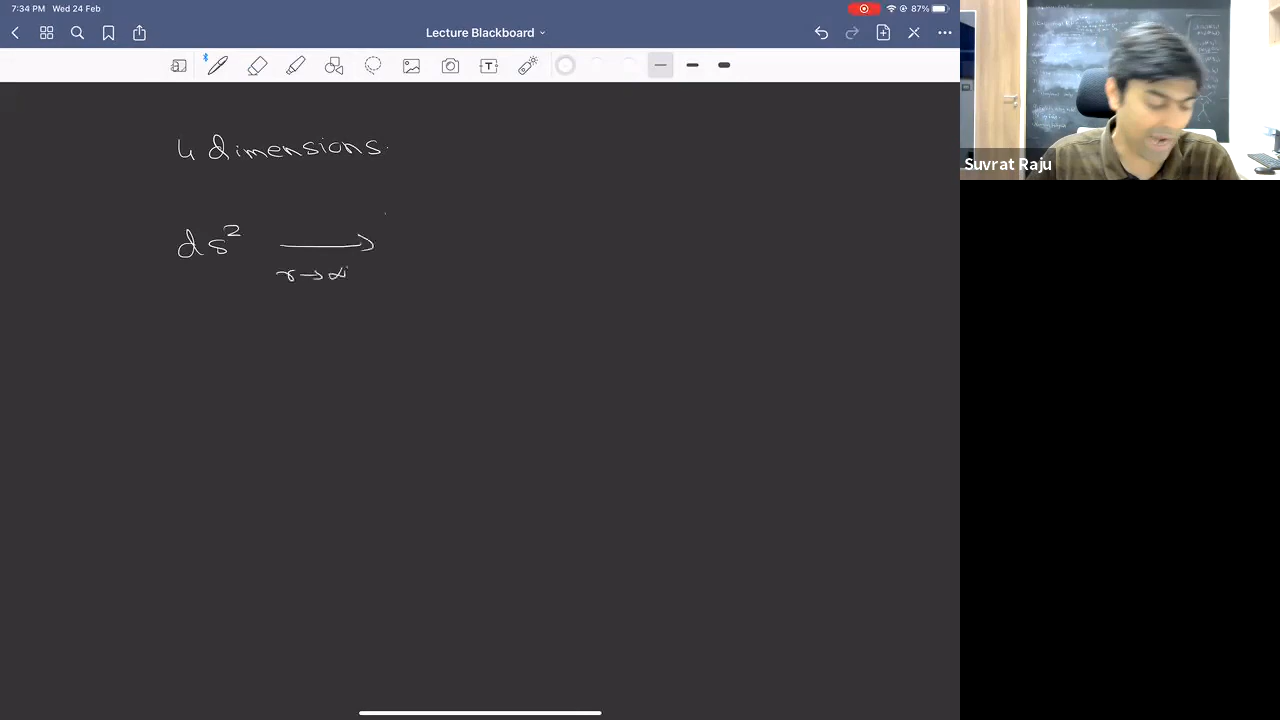 7:34 PM Wed 24 Feb
87%
Lecture Blackboard
T
4 dimensions.
ds² ⟶
r → ∞
Suvrat Raju